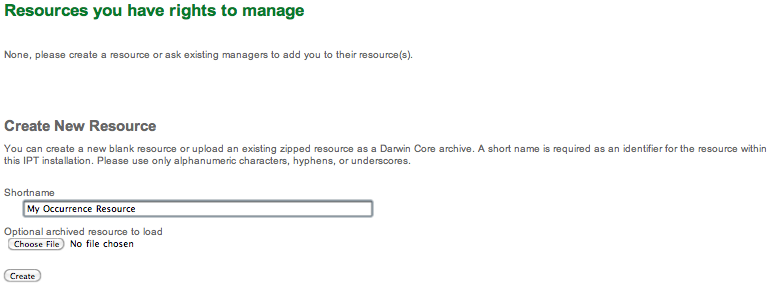 Resources you have rights to manage
None, please create a resource or ask existing managers to add you to their resource(s).
Create New Resource
You can create a new blank resource or upload an existing zipped resource as a Darwin Core archive. A short name is required as an identifier for the resource within
this IPT installation. Please use only alphanumeric characters, hyphens, or underscores.
Shortname
My Occurrence Resource
Optional archived resource to load
Choose File No file chosen
Create